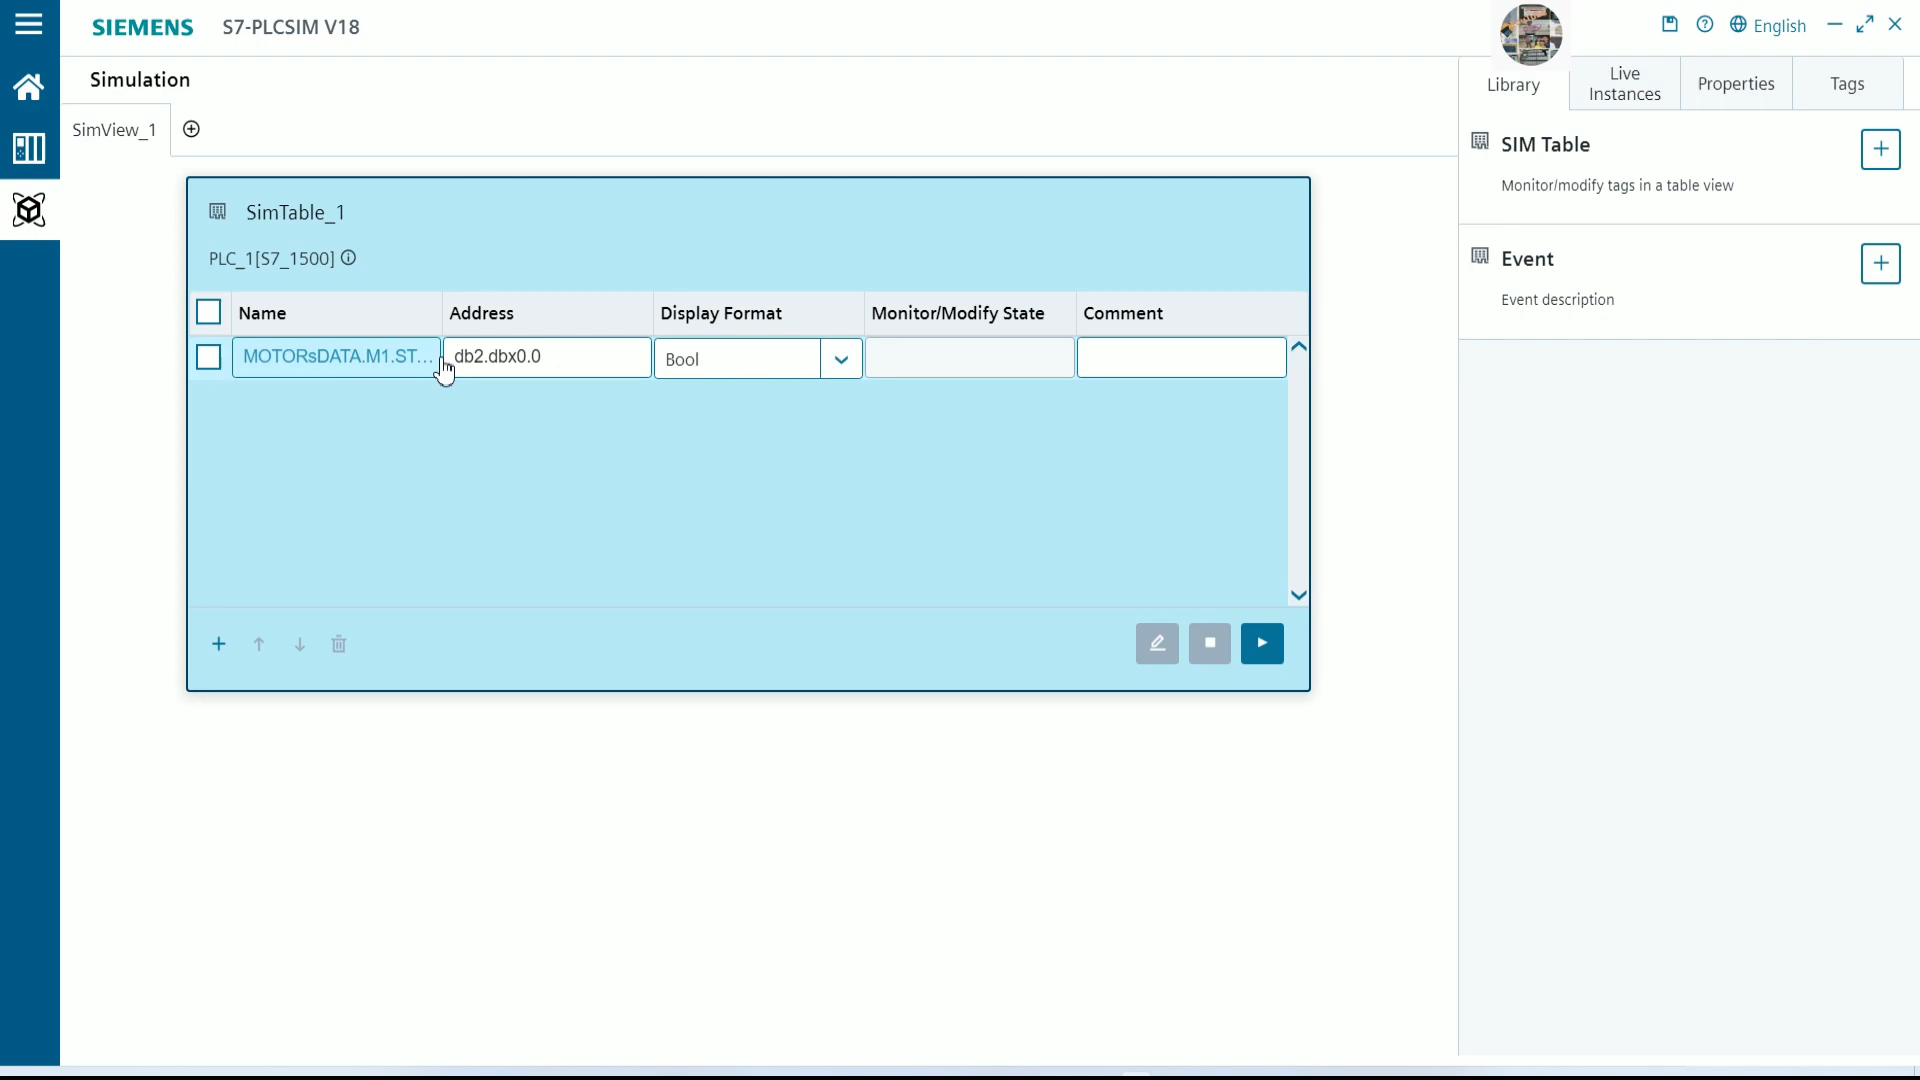 SIEMENS S7-PLCSIM V18
English
Simulation
SimView_1
Library
Live
Instances
Properties
Tags
SIM Table
Monitor/modify tags in a table view
Event
Event description
SimTable_1
PLC_1[S7_1500]
Name Address Display Format Monitor/Modify State Comment
MOTORsDATA.M1.ST... db2.dbx0.0 Bool